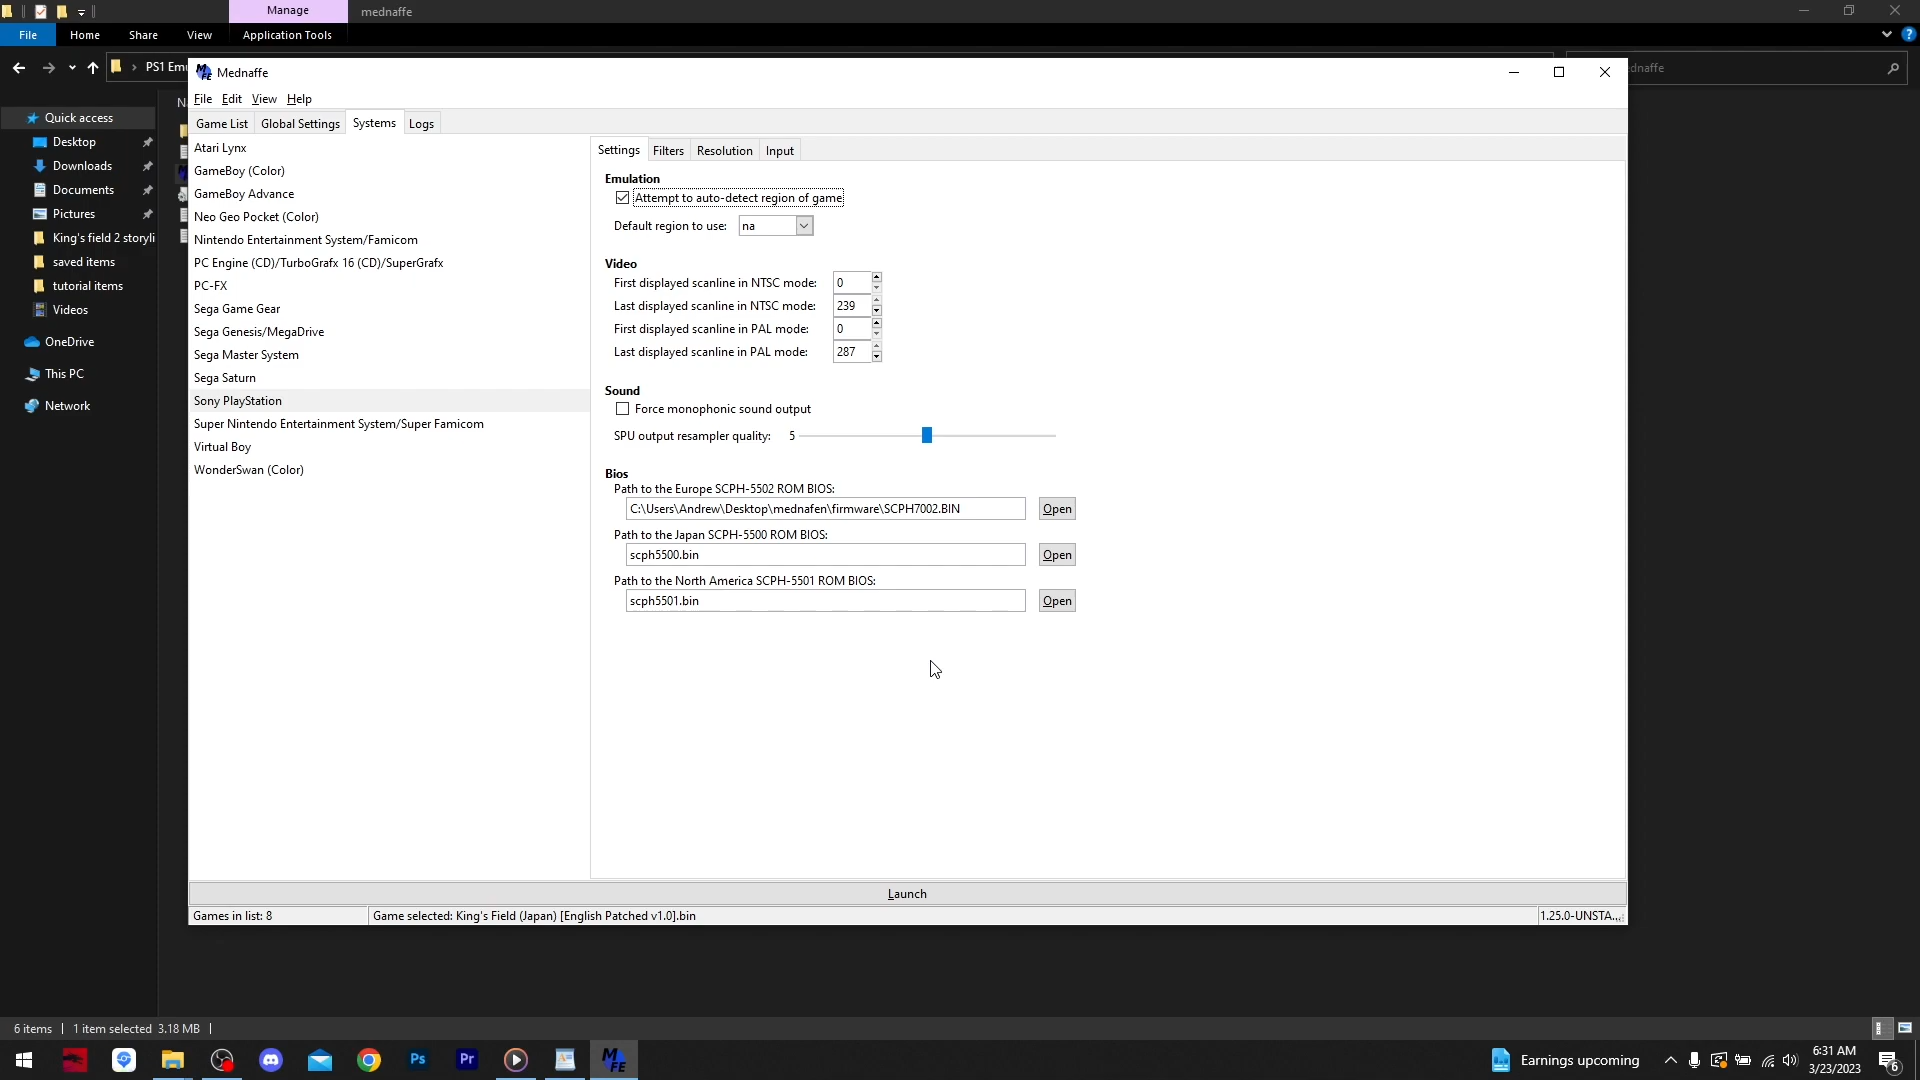 Manage
mednaffe
File
Home
Share
View
Application Tools
PS1 Emu
dnaffe
Mednaffe
File Edit View Help
Game List
Global Settings
Systems
Logs
Quick access
Desktop
Downloads
Documents
Pictures
King's field 2 storyli
saved items
tutorial items
Videos
OneDrive
This PC
Network
Atari Lynx
GameBoy (Color)
GameBoy Advance
Neo Geo Pocket (Color)
Nintendo Entertainment System/Famicom
PC Engine (CD)/TurboGrafx 16 (CD)/SuperGrafx
PC-FX
Sega Game Gear
Sega Genesis/MegaDrive
Sega Master System
Sega Saturn
Sony PlayStation
Super Nintendo Entertainment System/Super Famicom
Virtual Boy
WonderSwan (Color)
Settings
Filters
Resolution
Input
Emulation
Attempt to auto-detect region of game
Default region to use: na
Video
First displayed scanline in NTSC mode: 0
Last displayed scanline in NTSC mode: 239
First displayed scanline in PAL mode: 0
Last displayed scanline in PAL mode: 287
Sound
Force monophonic sound output
SPU output resampler quality: 5
Bios
Path to the Europe SCPH-5502 ROM BIOS:
C:\Users\Andrew\Desktop\mednafen\firmware\SCPH7002.BIN Open
Path to the Japan SCPH-5500 ROM BIOS:
scph5500.bin Open
Path to the North America SCPH-5501 ROM BIOS:
scph5501.bin Open
Launch
Games in list: 8
Game selected: King's Field (Japan) [English Patched v1.0].bin
1.25.0-UNSTA...
6 items
1 item selected 3.18 MB
Ps
Pr
Earnings upcoming
6:31 AM
3/23/2023
6